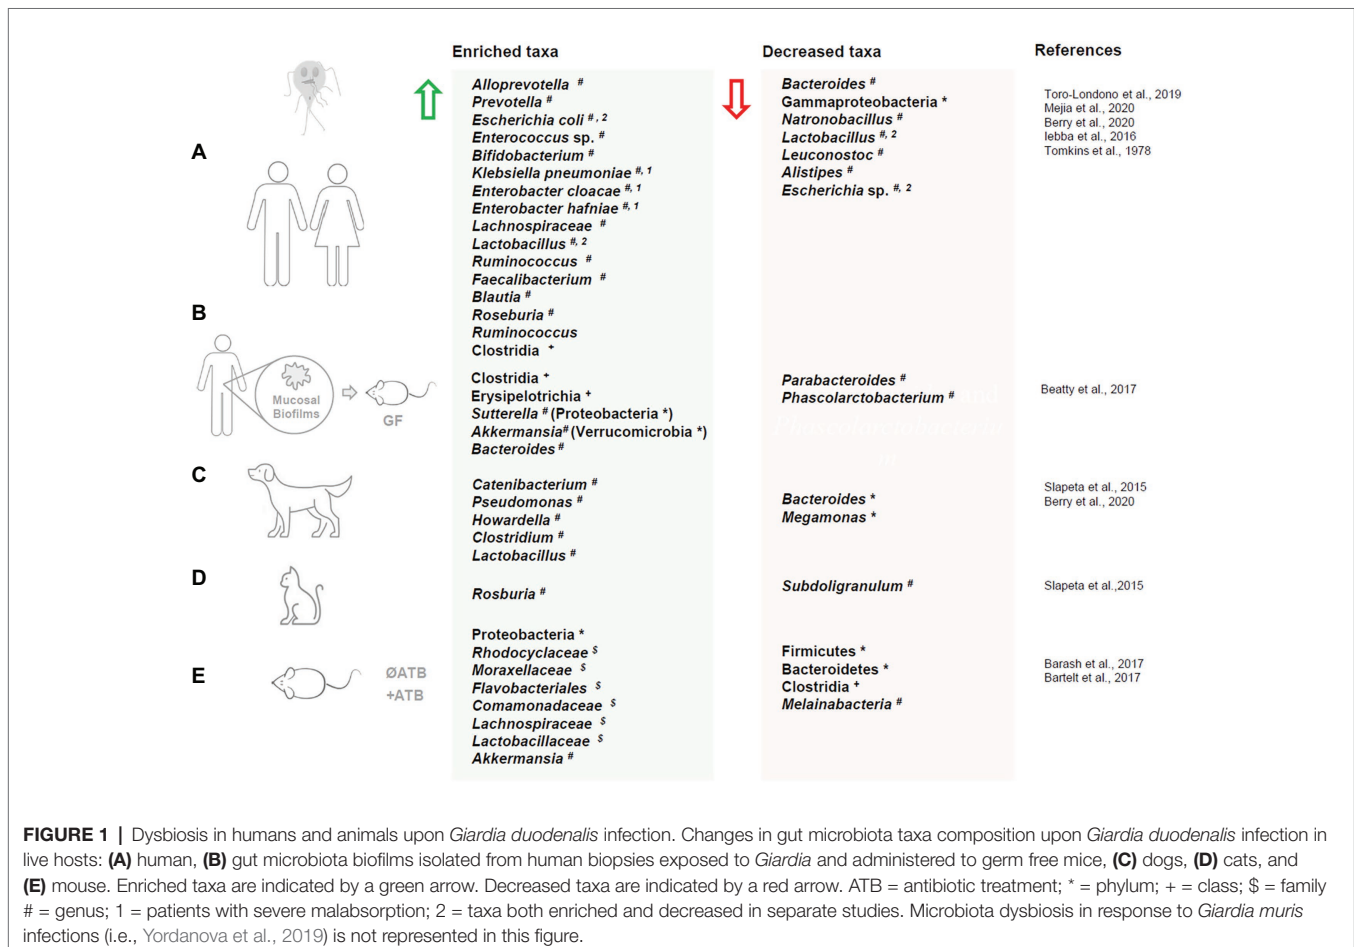 Enriched taxa
Decreased taxa
References
A
Alloprevotella #
Prevotella #
Escherichia coli #, 2
Enterococcus sp. #
Bifidobacterium #
Klebsiella pneumoniae #, 1
Enterobacter cloacae #, 1
Enterobacter hafniae #, 1
Lachnospiraceae #
Lactobacillus #, 2
Ruminococcus #
Faecalibacterium #
Blautia #
Roseburia #
Ruminococcus
Clostridia +
Bacteroides #
Gammaproteobacteria *
Natronobacillus #
Lactobacillus #, 2
Leuconostoc #
Alistipes #
Escherichia sp. #, 2
Toro-Londono et al., 2019
Mejia et al., 2020
Berry et al., 2020
Iebba et al., 2016
Tomkins et al., 1978
B
Mucosal
Biofilms
GF
Clostridia +
Erysipelotrichia +
Sutterella # (Proteobacteria *)
Akkermansia# (Verrucomicrobia *)
Bacteroides #
Parabacteroides #
Phascolarctobacterium # and
Phascolarctobacteria
Beatty et al., 2017
C
Catenibacterium #
Pseudomonas #
Howardella #
Clostridium #
Lactobacillus #
Bacteroides *
Megamonas *
Slapeta et al., 2015
Berry et al., 2020
D
Rosburia #
Subdoligranulum #
Slapeta et al.,2015
E
ØATB
+ATB
Proteobacteria *
Rhodocyclaceae $
Moraxellaceae $
Flavobacteriales $
Comamonadaceae $
Lachnospiraceae $
Lactobacillaceae $
Akkermansia #
Firmicutes *
Bacteroidetes *
Clostridia +
Melainabacteria #
Barash et al., 2017
Bartelt et al., 2017
FIGURE 1 | Dysbiosis in humans and animals upon Giardia duodenalis infection. Changes in gut microbiota taxa composition upon Giardia duodenalis infection in
live hosts: (A) human, (B) gut microbiota biofilms isolated from human biopsies exposed to Giardia and administered to germ free mice, (C) dogs, (D) cats, and
(E) mouse. Enriched taxa are indicated by a green arrow. Decreased taxa are indicated by a red arrow. ATB = antibiotic treatment; * = phylum; + = class; $ = family
# = genus; 1 = patients with severe malabsorption; 2 = taxa both enriched and decreased in separate studies. Microbiota dysbiosis in response to Giardia muris
infections (i.e., Yordanova et al., 2019) is not represented in this figure.